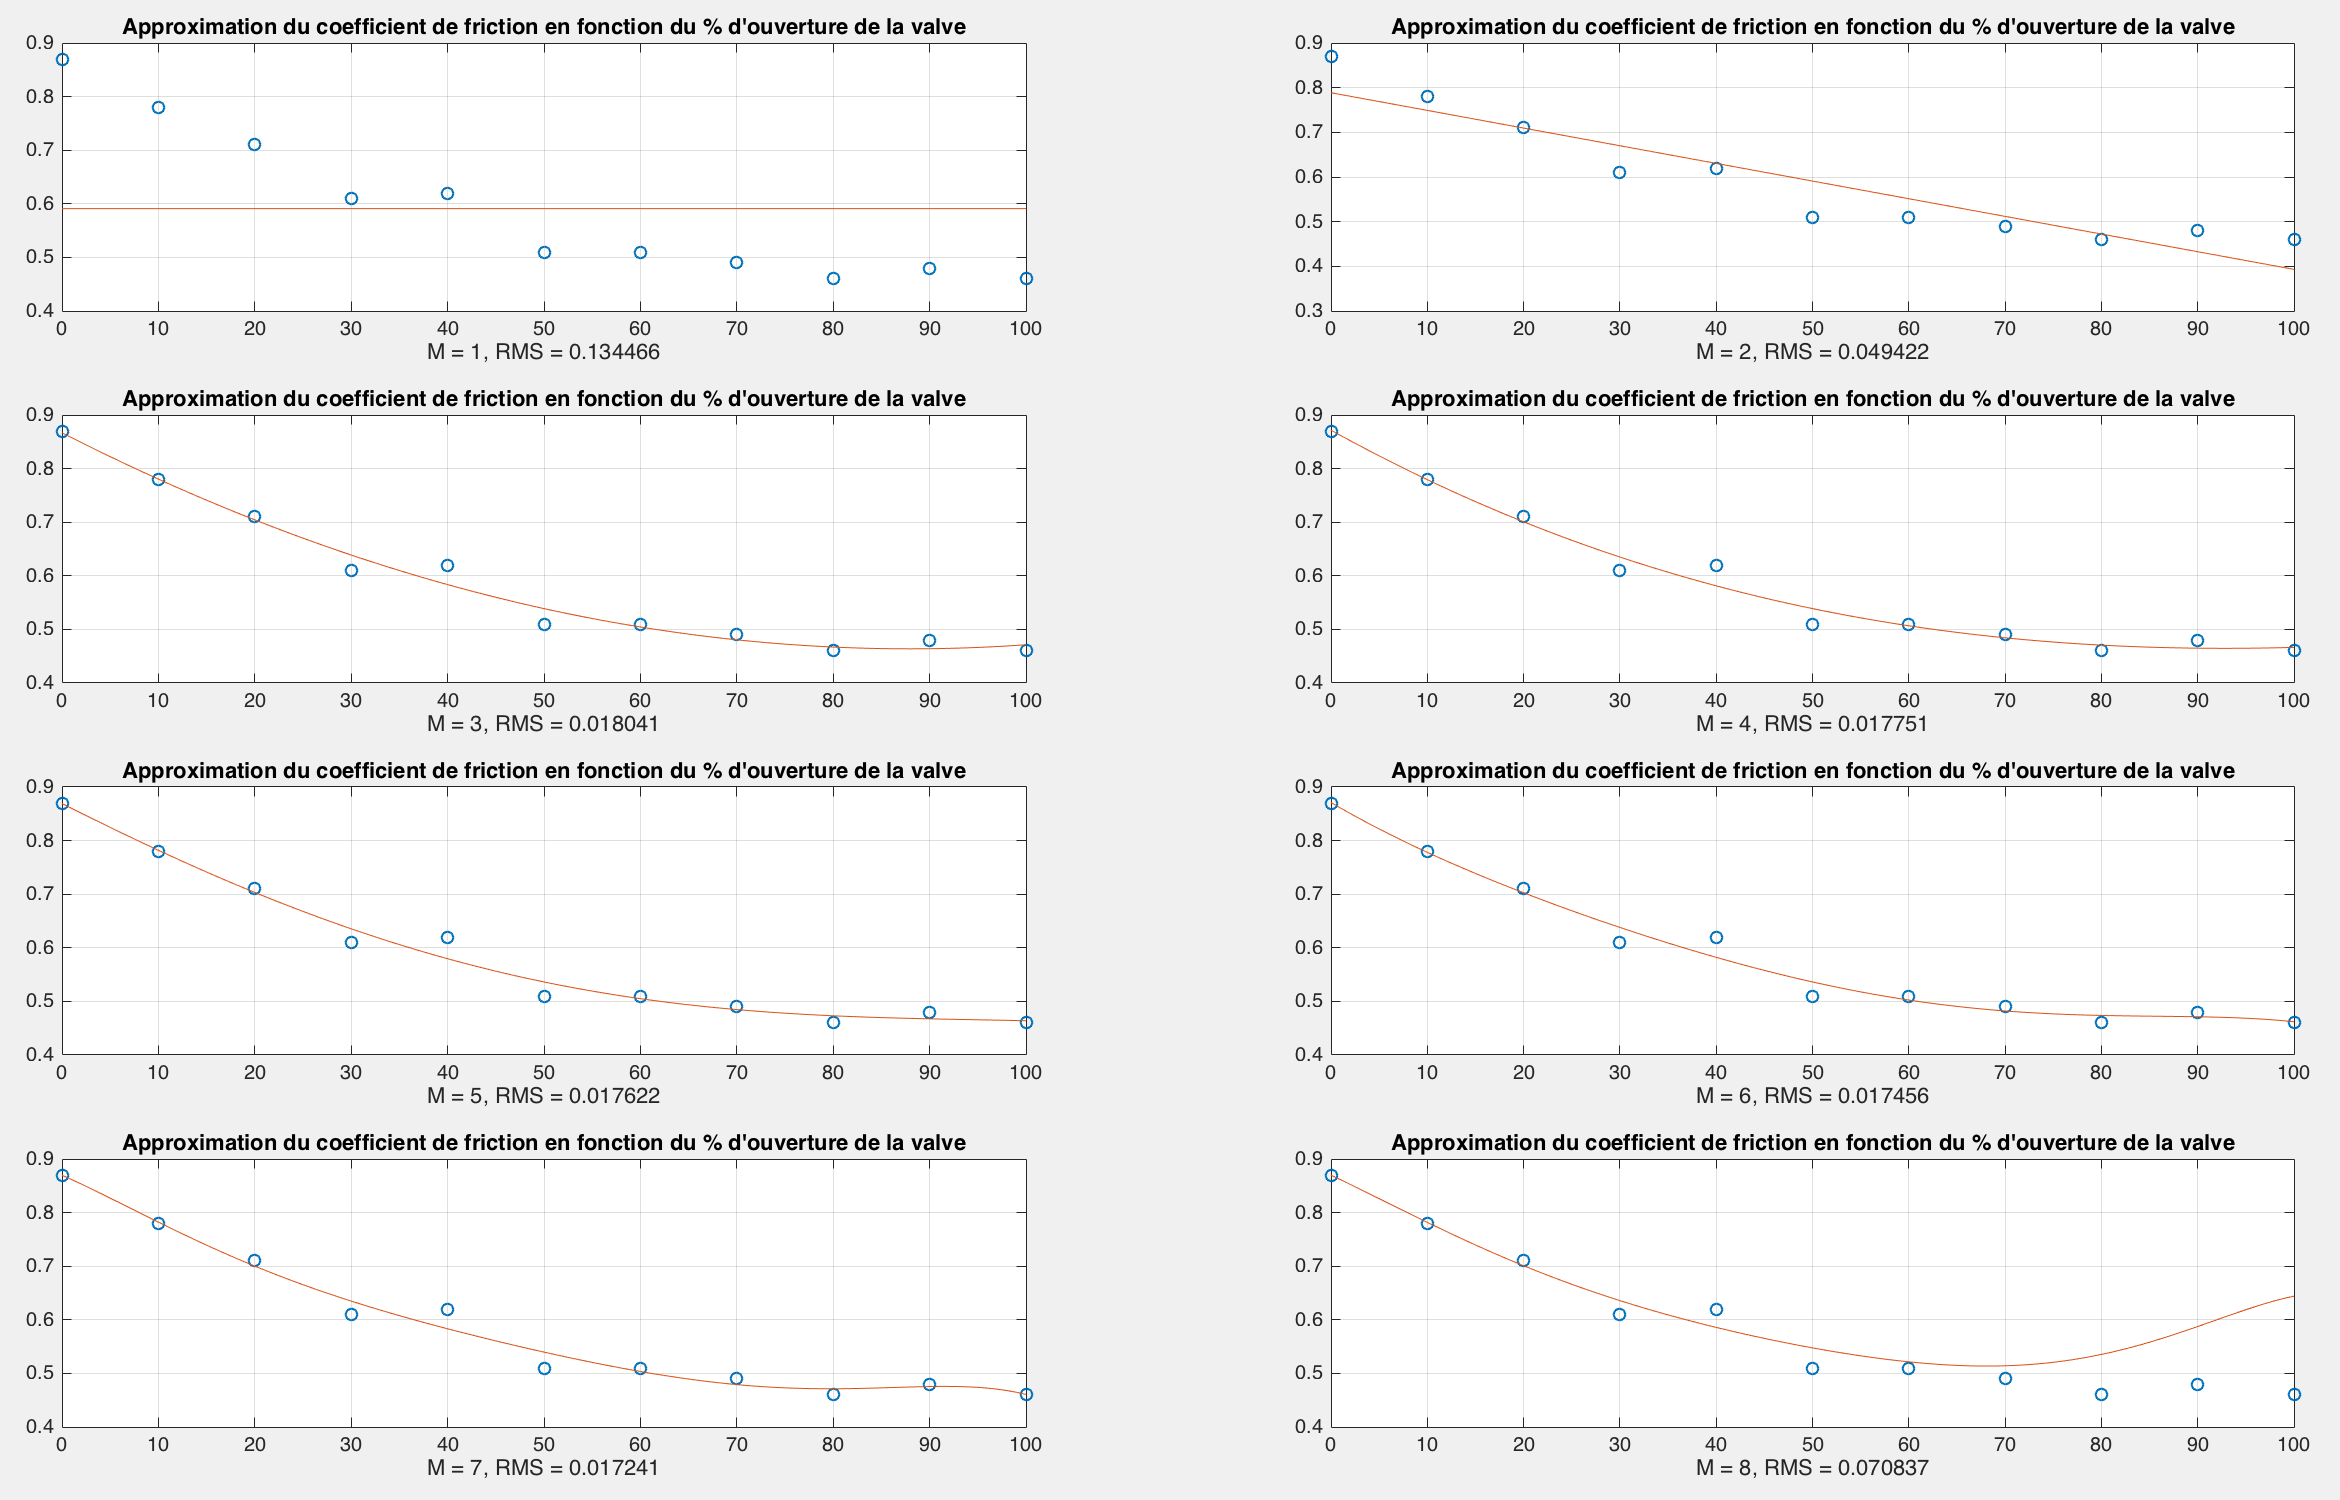 Approximation du coefficient de friction en fonction du % d'ouverture de la valve
0.9
0.8
0.7
0.6
0.5
0.4
0 10 20 30 40 50 60 70 80 90 100
M = 1, RMS = 0.134466
Approximation du coefficient de friction en fonction du % d'ouverture de la valve
0.9
0.8
0.7
0.6
0.5
0.4
0.3
0 10 20 30 40 50 60 70 80 90 100
M = 2, RMS = 0.049422
Approximation du coefficient de friction en fonction du % d'ouverture de la valve
0.9
0.8
0.7
0.6
0.5
0.4
0 10 20 30 40 50 60 70 80 90 100
M = 3, RMS = 0.018041
Approximation du coefficient de friction en fonction du % d'ouverture de la valve
0.9
0.8
0.7
0.6
0.5
0.4
0 10 20 30 40 50 60 70 80 90 100
M = 4, RMS = 0.017751
Approximation du coefficient de friction en fonction du % d'ouverture de la valve
0.9
0.8
0.7
0.6
0.5
0.4
0 10 20 30 40 50 60 70 80 90 100
M = 5, RMS = 0.017622
Approximation du coefficient de friction en fonction du % d'ouverture de la valve
0.9
0.8
0.7
0.6
0.5
0.4
0 10 20 30 40 50 60 70 80 90 100
M = 6, RMS = 0.017456
Approximation du coefficient de friction en fonction du % d'ouverture de la valve
0.9
0.8
0.7
0.6
0.5
0.4
0 10 20 30 40 50 60 70 80 90 100
M = 7, RMS = 0.017241
Approximation du coefficient de friction en fonction du % d'ouverture de la valve
0.9
0.8
0.7
0.6
0.5
0.4
0 10 20 30 40 50 60 70 80 90 100
M = 8, RMS = 0.070837